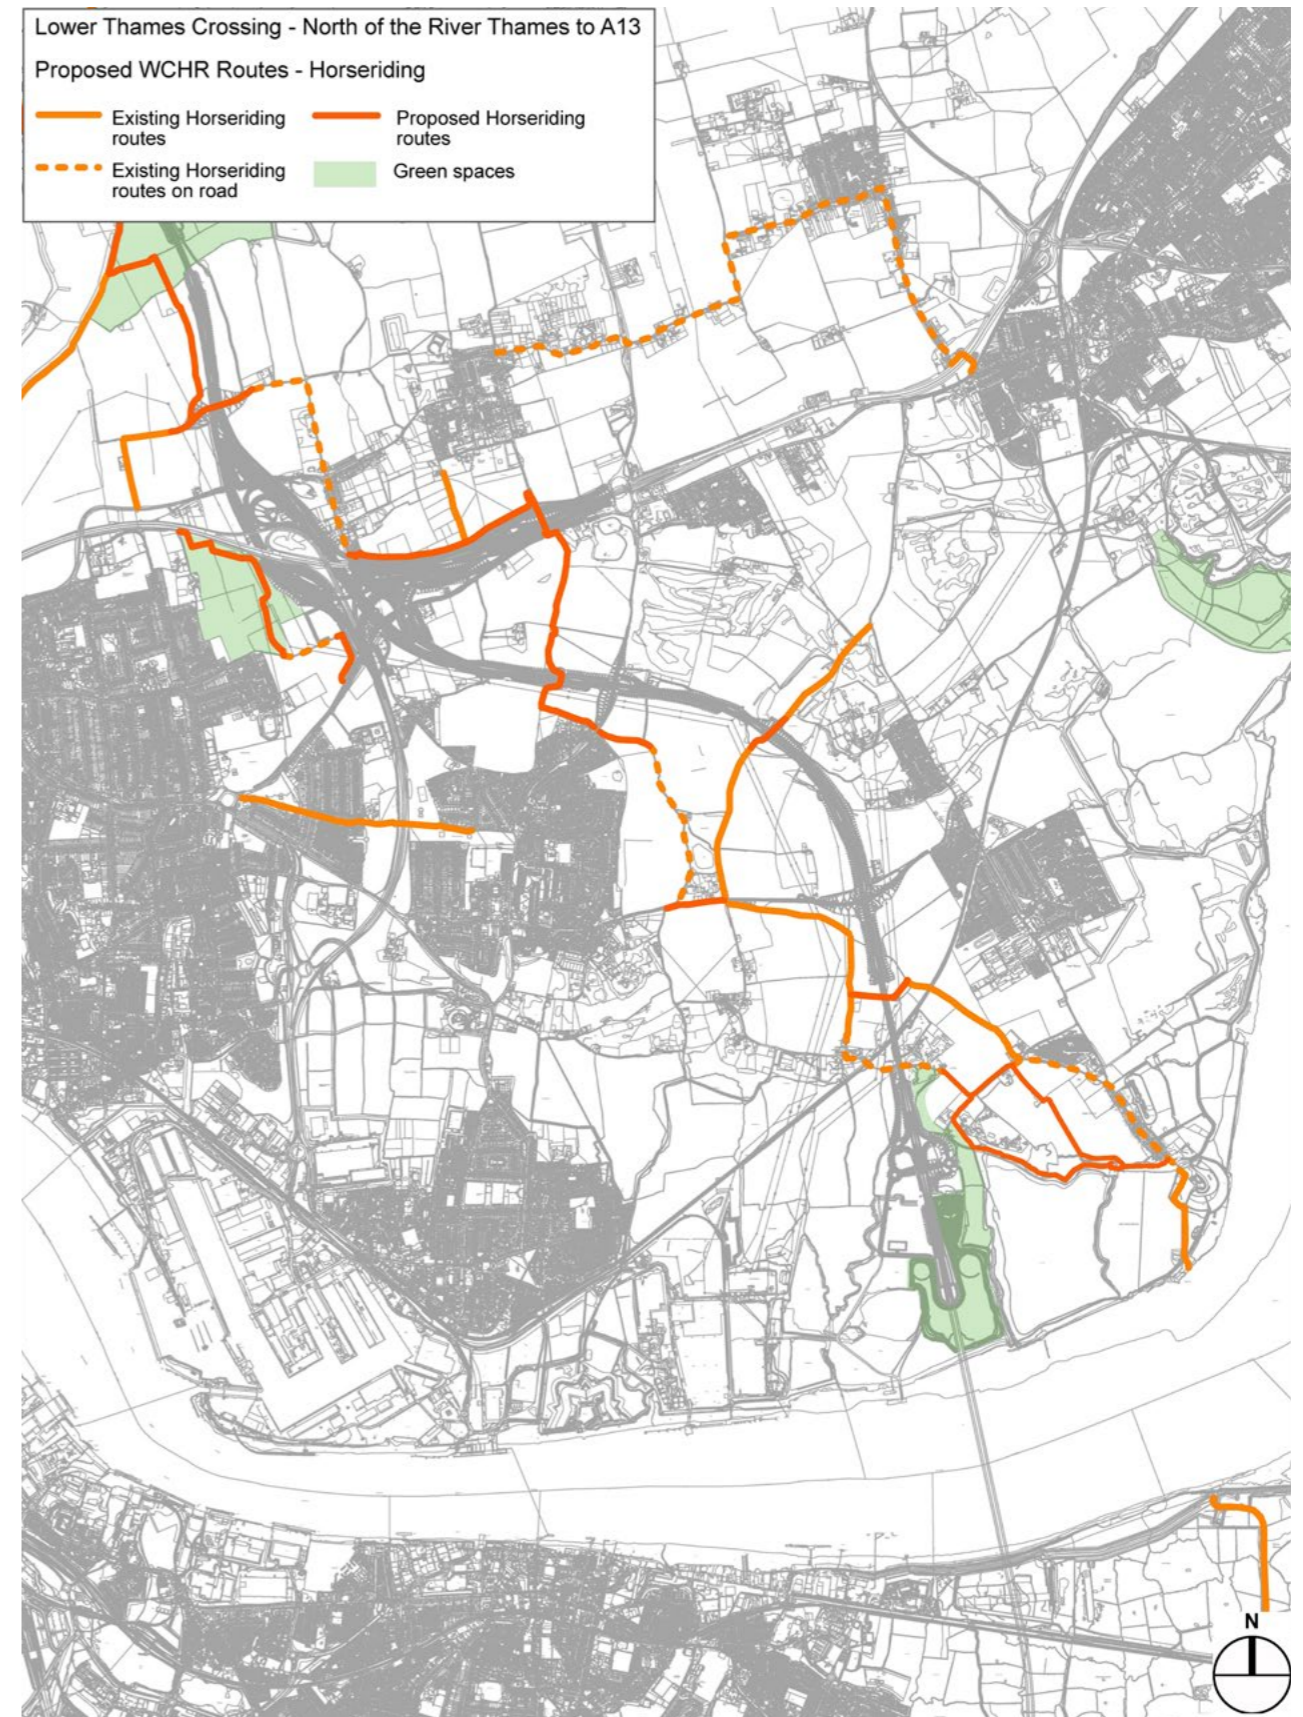 Lower Thames Crossing - North of the River Thames to A13
Proposed WCHR Routes - Horseriding
Existing Horseriding
routes
Proposed Horseriding
routes
Existing Horseriding
routes on road
Green spaces
N